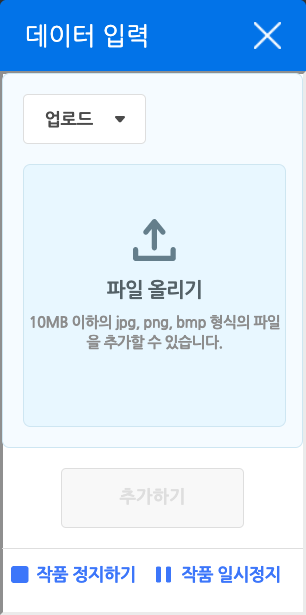 데이터 입력
업로드
파일 올리기
10MB 이하의 jpg, png, bmp 형식의 파일
을 추가할 수 있습니다.
추가하기
작품 정지하기 작품 일시정지